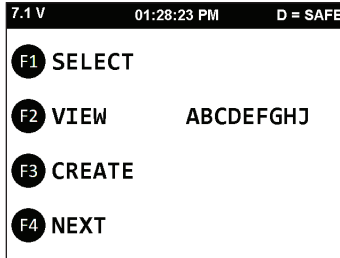 7.1 V 01:28:23 PM D = SAFE
F1 SELECT
F2 VIEW ABCDEFGHJ
F3 CREATE
F4 NEXT